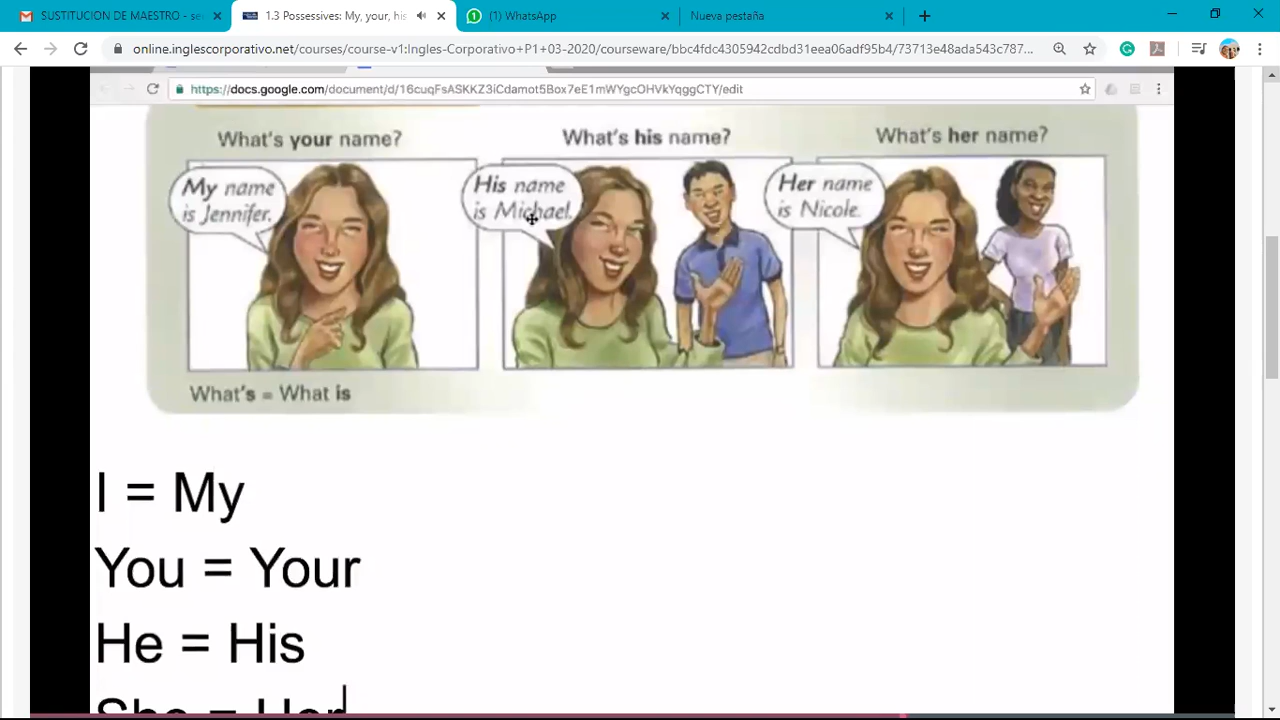 SUSTITUCION DE MAESTRO - se
1.3 Possessives: My, your, his
(1) WhatsApp
Nueva pestaña
online.inglescorporativo.net/courses/course-v1:Ingles-Corporativo+P1+03-2020/courseware/bbc4fdc4305942cdbd31eea06adf95b4/73713e48ada543c787...
https://docs.google.com/document/d/16cuqFsASKKZ3iCdamot5Box7eE1mWYgcOHVkYqggCTY/edit
What's your name?
What's his name?
What's her name?
My name
is Jennifer.
His name
is Michael.
Her name
is Nicole.
What's = What is
I = My
You = Your
He = His
She = Her